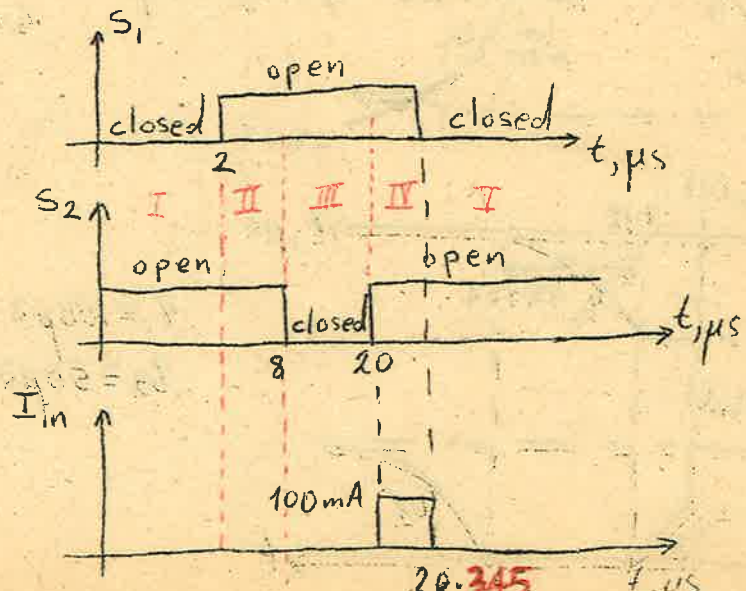 S1
open
closed
closed
2
t, μs
I II III IV V
S2
open
open
closed
t, μs
8
20
Iin
100mA
20.345
t, μs